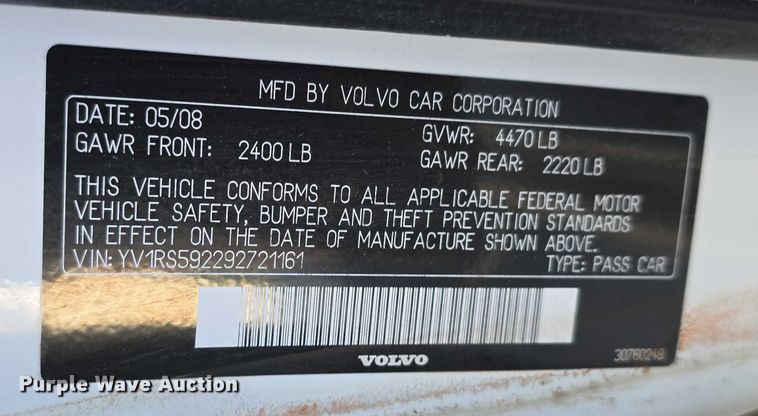 MFD BY VOLVO CAR CORPORATION
DATE: 05/08
GVWR: 4470 LB
GAWR FRONT: 2400 LB
GAWR REAR: 2220 LB
THIS VEHICLE CONFORMS TO ALL APPLICABLE FEDERAL MOTOR
VEHICLE SAFETY, BUMPER AND THEFT PREVENTION STANDARDS
IN EFFECT ON THE DATE OF MANUFACTURE SHOWN ABOVE.
VIN: YV1RS592292721161 TYPE: PASS CAR
VOLVO
30760248
Purple Wave Auction